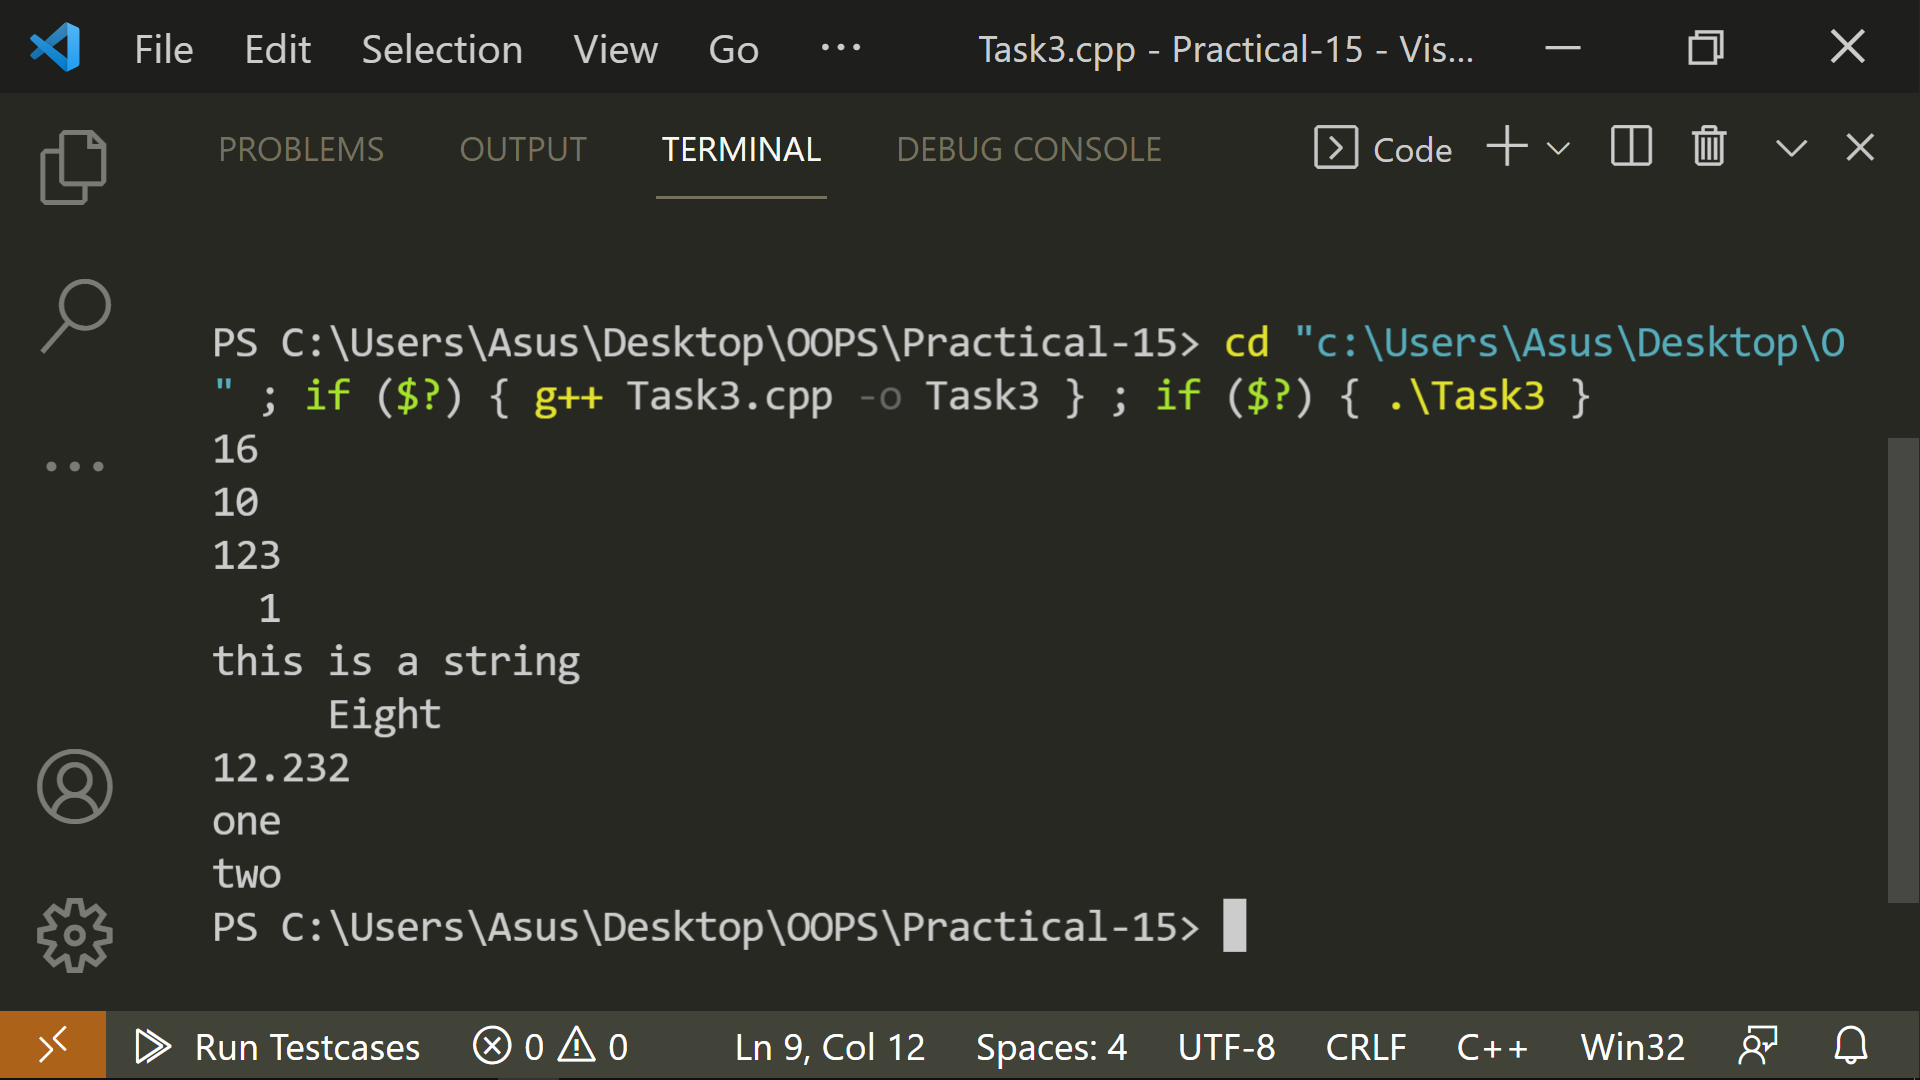 File Edit Selection View Go ··· Task3.cpp - Practical-15 - Vis...
PROBLEMS OUTPUT TERMINAL DEBUG CONSOLE Code
PS C:\Users\Asus\Desktop\OOPS\Practical-15> cd "c:\Users\Asus\Desktop\O
" ; if ($?) { g++ Task3.cpp -o Task3 } ; if ($?) { .\Task3 }
16
10
123
  1
this is a string
     Eight
12.232
one
two
PS C:\Users\Asus\Desktop\OOPS\Practical-15>
Run Testcases 0 0 Ln 9, Col 12 Spaces: 4 UTF-8 CRLF C++ Win32